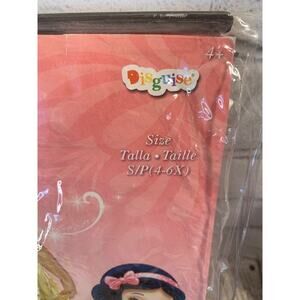 4+
Disguise
Size
Talla • Taille
S/P(4-6X)